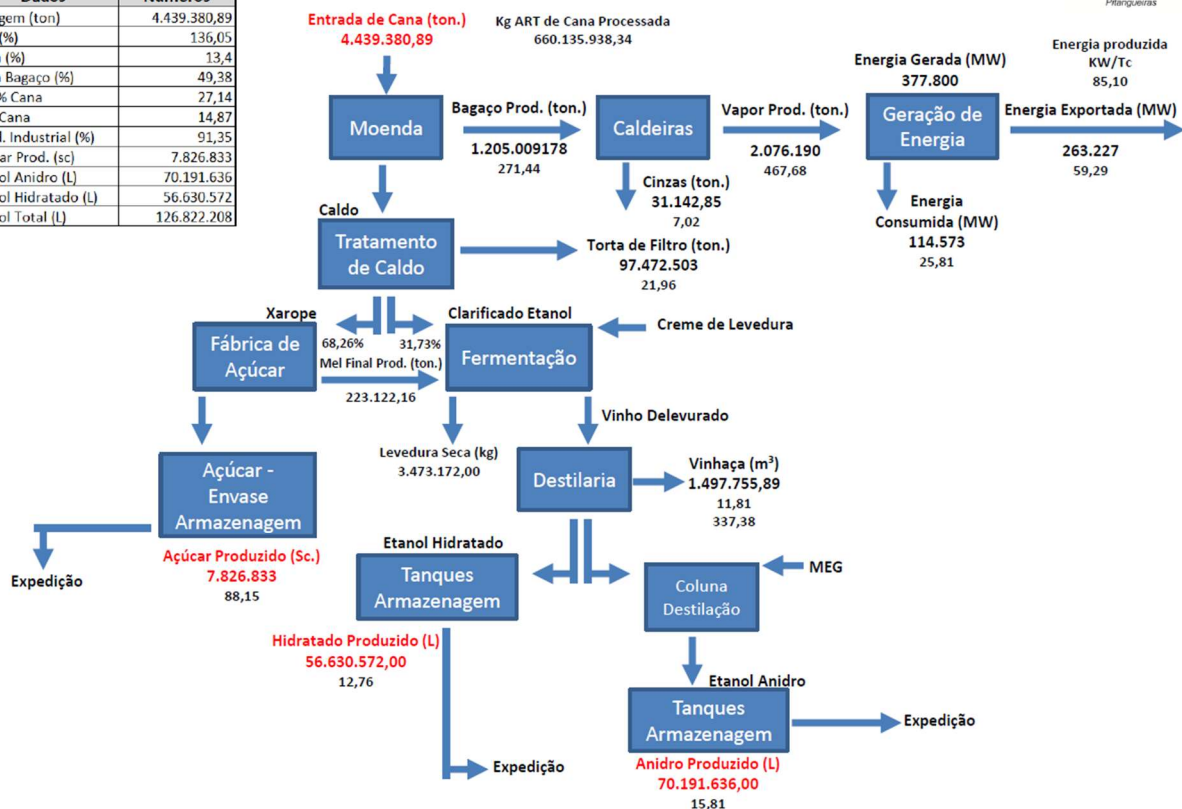 Dados Números
gem (ton) 4.439.380,89
(%) 136,05
(%) 13,4
Bagaço (%) 49,38
% Cana 27,14
Cana 14,87
. Industrial (%) 91,35
ar Prod. (sc) 7.826.833
ol Anidro (L) 70.191.636
ol Hidratado (L) 56.630.572
ol Total (L) 126.822.208
Pitangueiras
Entrada de Cana (ton.)
4.439.380,89
Kg ART de Cana Processada
660.135.938,34
Moenda
Bagaço Prod. (ton.)
1.205.009178
271,44
Caldeiras
Vapor Prod. (ton.)
2.076.190
467,68
Energia Gerada (MW)
377.800
Geração de
Energia
Energia produzida
KW/Tc
85,10
Energia Exportada (MW)
263.227
59,29
Cinzas (ton.)
31.142,85
7,02
Energia
Consumida (MW)
114.573
25,81
Caldo
Tratamento
de Caldo
Torta de Filtro (ton.)
97.472.503
21,96
Xarope
Clarificado Etanol
Creme de Levedura
Fábrica de
Açúcar
68,26% 31,73%
Mel Final Prod. (ton.)
223.122,16
Fermentação
Vinho Delevurado
Levedura Seca (kg)
3.473.172,00
Destilaria
Vinhaça (m³)
1.497.755,89
11,81
337,38
Açúcar -
Envase
Armazenagem
Expedição
Açúcar Produzido (Sc.)
7.826.833
88,15
Etanol Hidratado
Tanques
Armazenagem
MEG
Coluna
Destilação
Hidratado Produzido (L)
56.630.572,00
12,76
Expedição
Etanol Anidro
Tanques
Armazenagem
Expedição
Anidro Produzido (L)
70.191.636,00
15,81